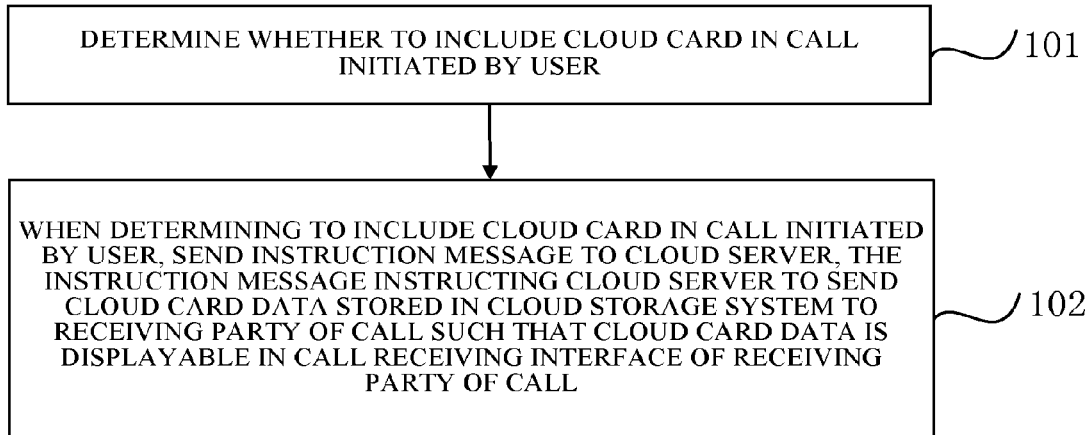 DETERMINE WHETHER TO INCLUDE CLOUD CARD IN CALL
INITIATED BY USER
101
WHEN DETERMINING TO INCLUDE CLOUD CARD IN CALL INITIATED
BY USER, SEND INSTRUCTION MESSAGE TO CLOUD SERVER, THE
INSTRUCTION MESSAGE INSTRUCTING CLOUD SERVER TO SEND
CLOUD CARD DATA STORED IN CLOUD STORAGE SYSTEM TO
RECEIVING PARTY OF CALL SUCH THAT CLOUD CARD DATA IS
DISPLAYABLE IN CALL RECEIVING INTERFACE OF RECEIVING
PARTY OF CALL
102